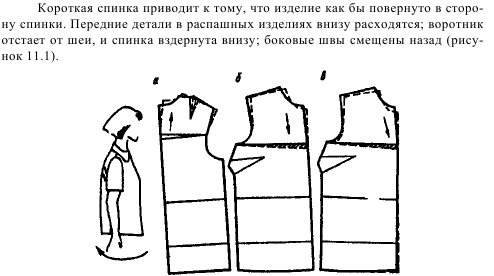 Короткая спинка приводит к тому, что изделие как бы повернуто в сторо-
ну спинки. Передние детали в распашных изделиях внизу расходятся; воротник
отстает от шеи, и спинка вздернута внизу; боковые швы смещены назад (рису-
нок 11.1).
а б в